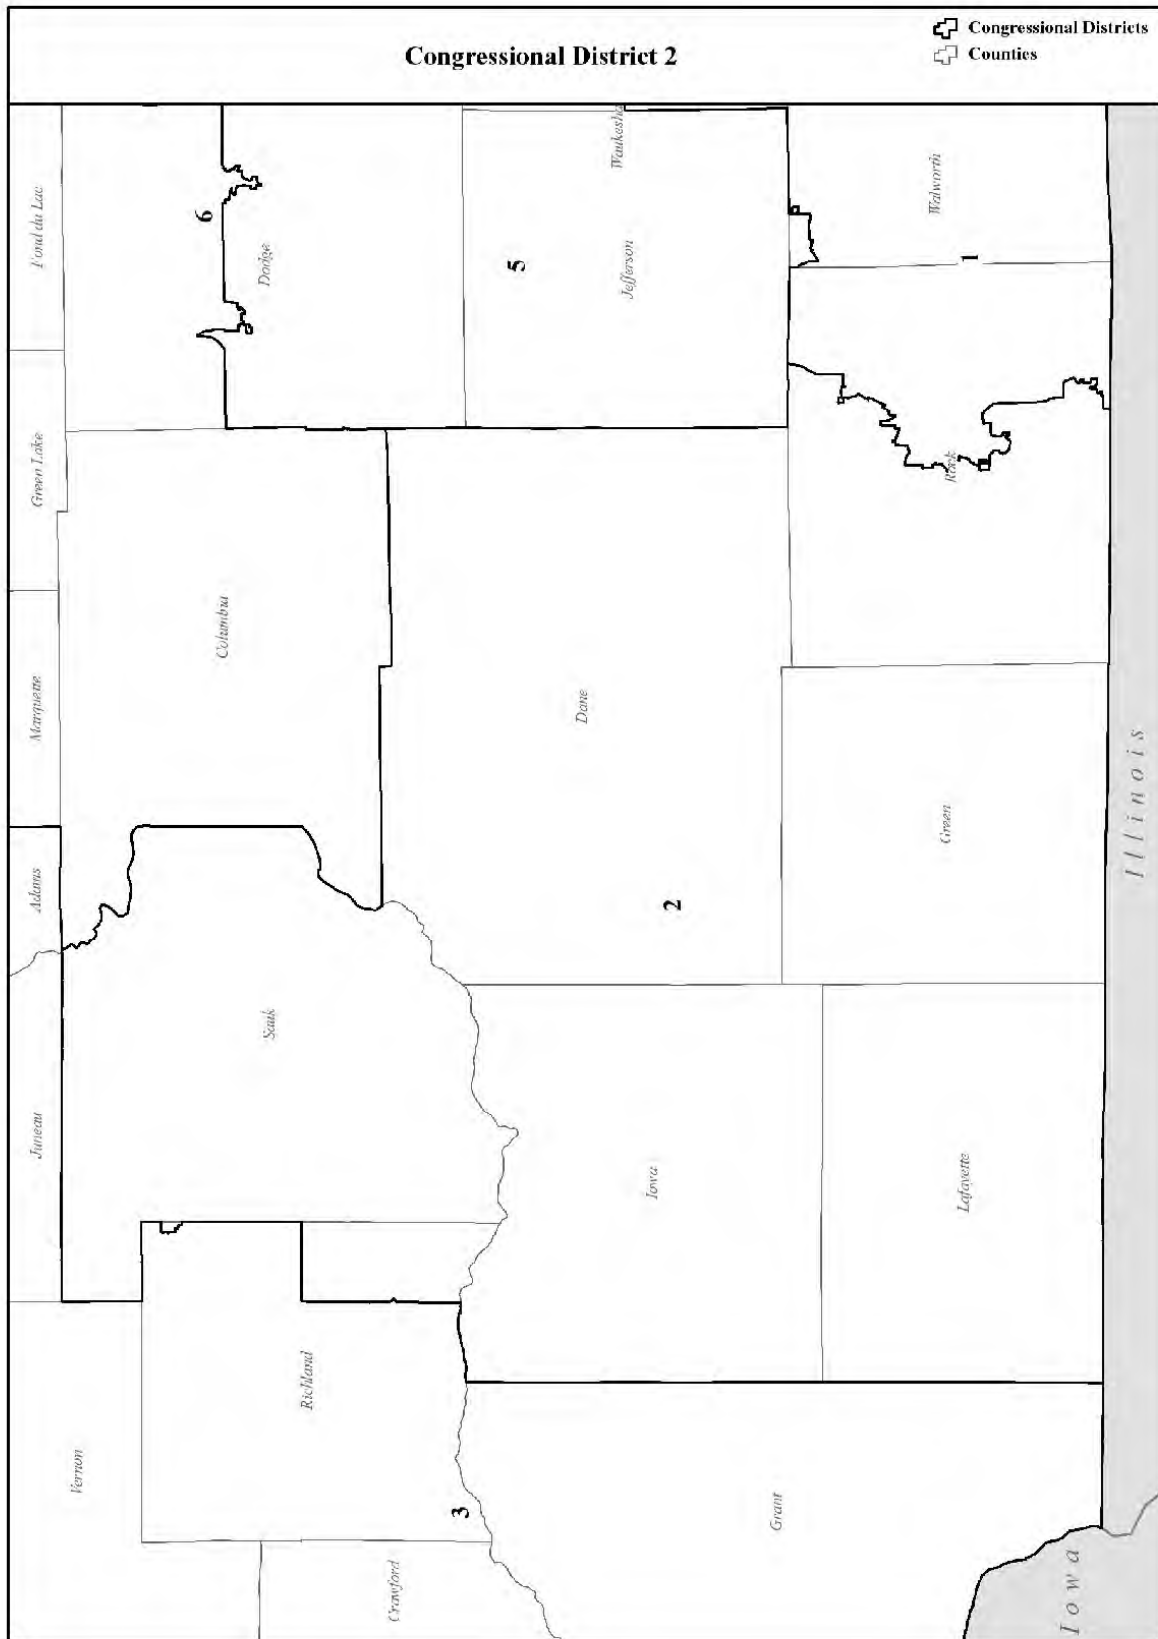 Congressional District 2
Congressional Districts
Counties
Fond du Lac
Green Lake
Marquette
Adams
Juneau
Vernon
6
Dodge
Columbia
Sauk
Richland
Crawford
5
Jefferson
Waukesha
Dane
2
Iowa
3
Grant
Walworth
1
Rock
Green
Lafayette
Illinois
Iowa